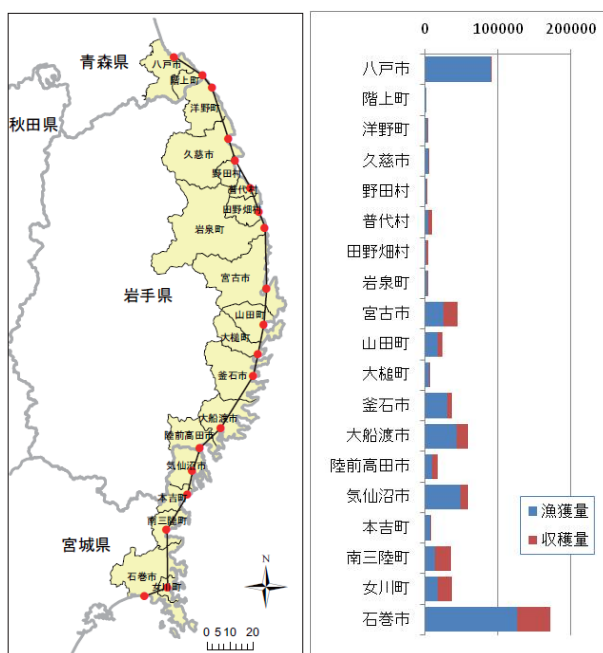 青森県
八戸市
階上町
洋野町
秋田県
久慈市
野田村
普代村
田野畑村
岩泉町
宮古市
岩手県
山田町
大槌町
釜石市
大船渡市
陸前高田市
気仙沼市
本吉町
南三陸町
宮城県
石巻市
女川町
N
0 5 10 20
0 100000 200000
八戸市
階上町
洋野町
久慈市
野田村
普代村
田野畑村
岩泉町
宮古市
山田町
大槌町
釜石市
大船渡市
陸前高田市
気仙沼市
本吉町
南三陸町
女川町
石巻市
漁獲量
収穫量